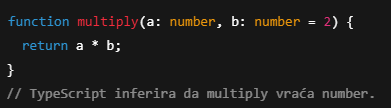 function multiply(a: number, b: number = 2) {
  return a * b;
}
// TypeScript inferira da multiply vraća number.